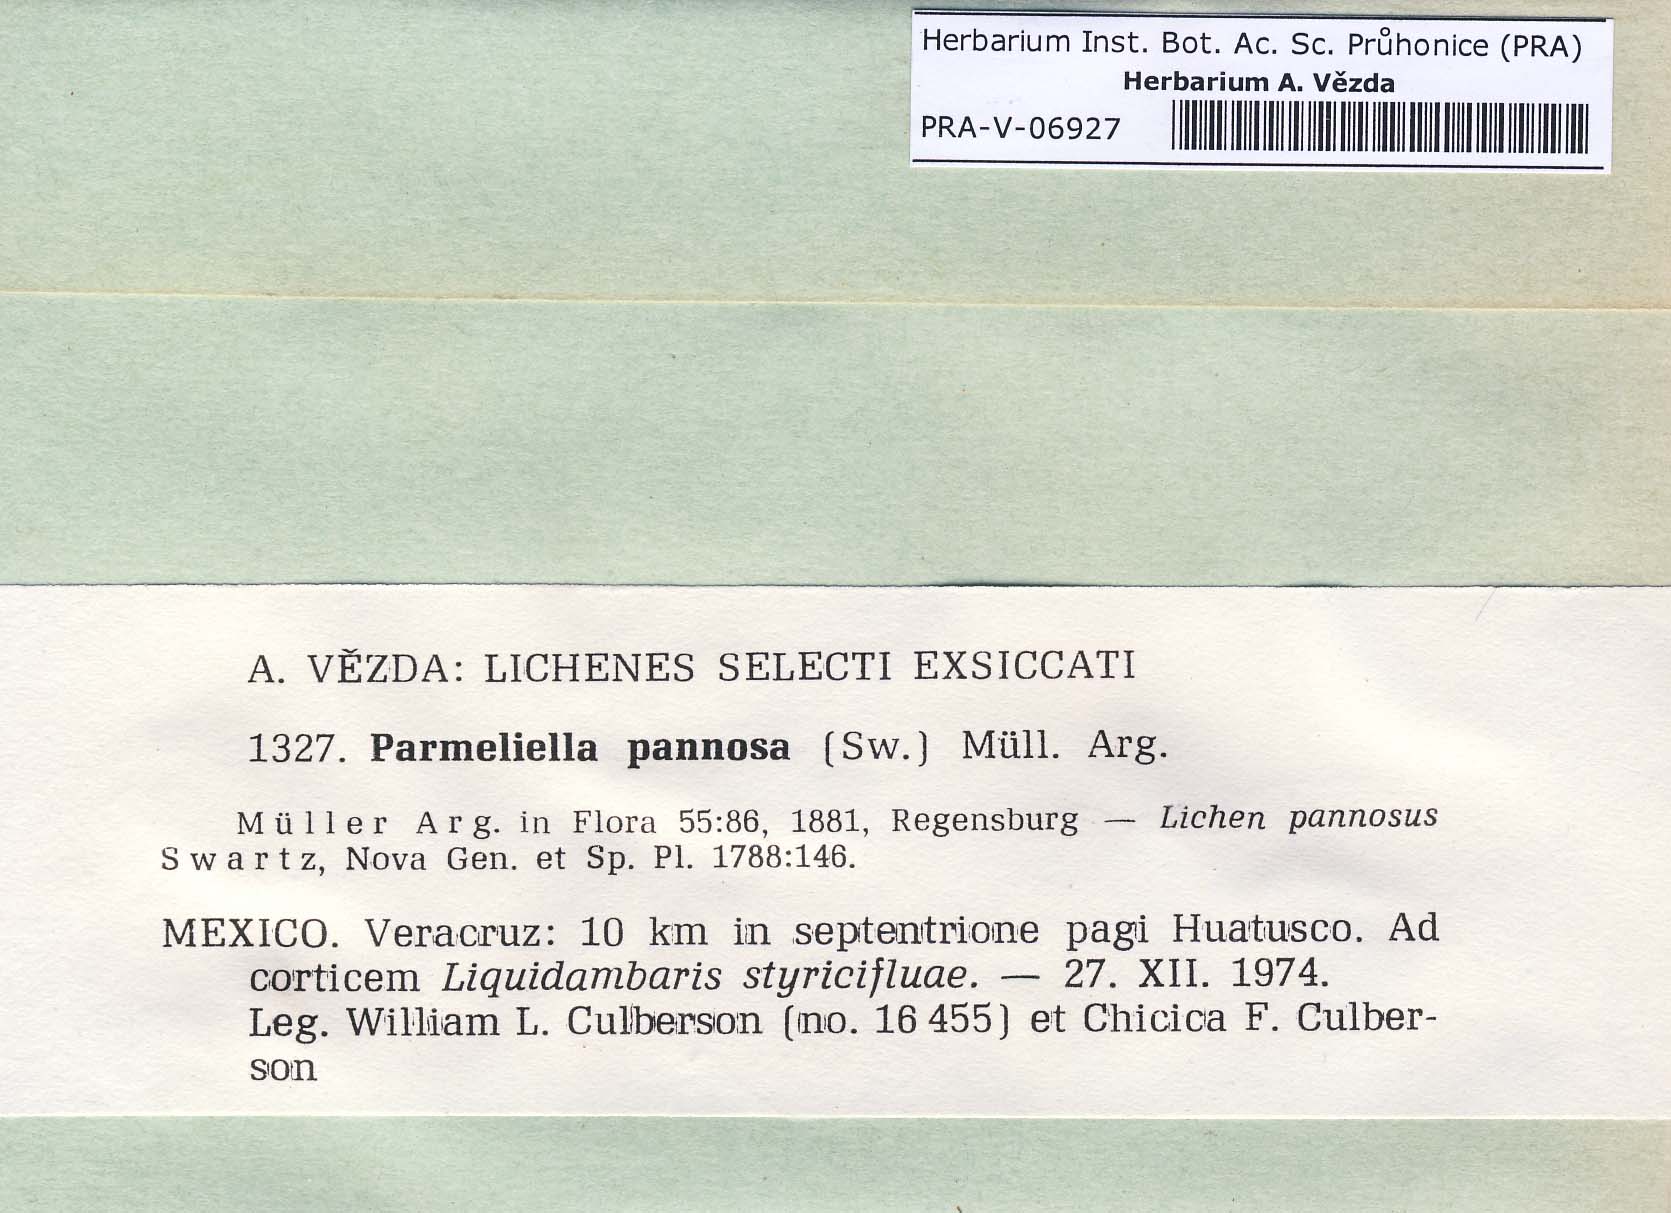 Herbarium Inst. Bot. Ac. Sc. Průhonice (PRA)
Herbarium A. Vězda
PRA-V-06927
A. VĚZDA: LICHENES SELECTI EXSICCATI
1327. Parmeliella pannosa (Sw.) Müll. Arg.
Müller Arg. in Flora 55:86, 1881, Regensburg — Lichen pannosus
Swartz, Nova Gen. et Sp. Pl. 1788:146.
MEXICO. Veracruz: 10 km in septentrione pagi Huatusco. Ad
corticem Liquidambaris styricifluae. — 27. XII. 1974.
Leg. William L. Culberson (no. 16 455) et Chicica F. Culber-
son